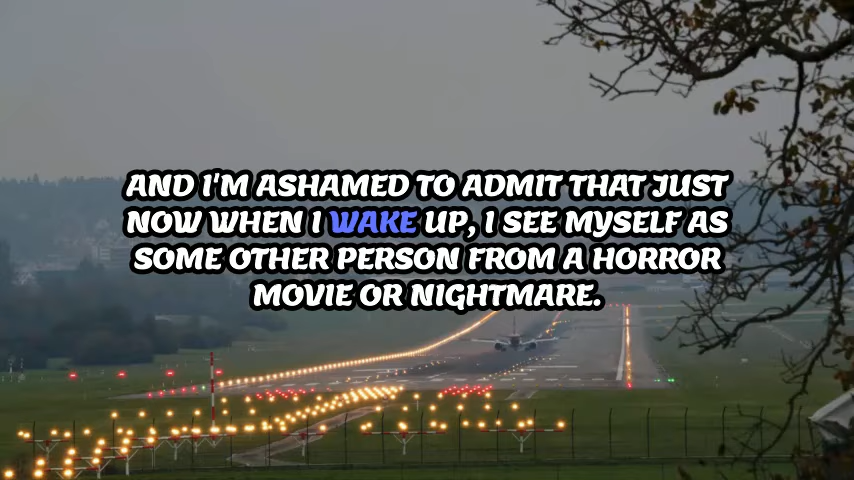 AND I'M ASHAMED TO ADMIT THAT JUST
NOW WHEN I WAKE UP, I SEE MYSELF AS
SOME OTHER PERSON FROM A HORROR
MOVIE OR NIGHTMARE.